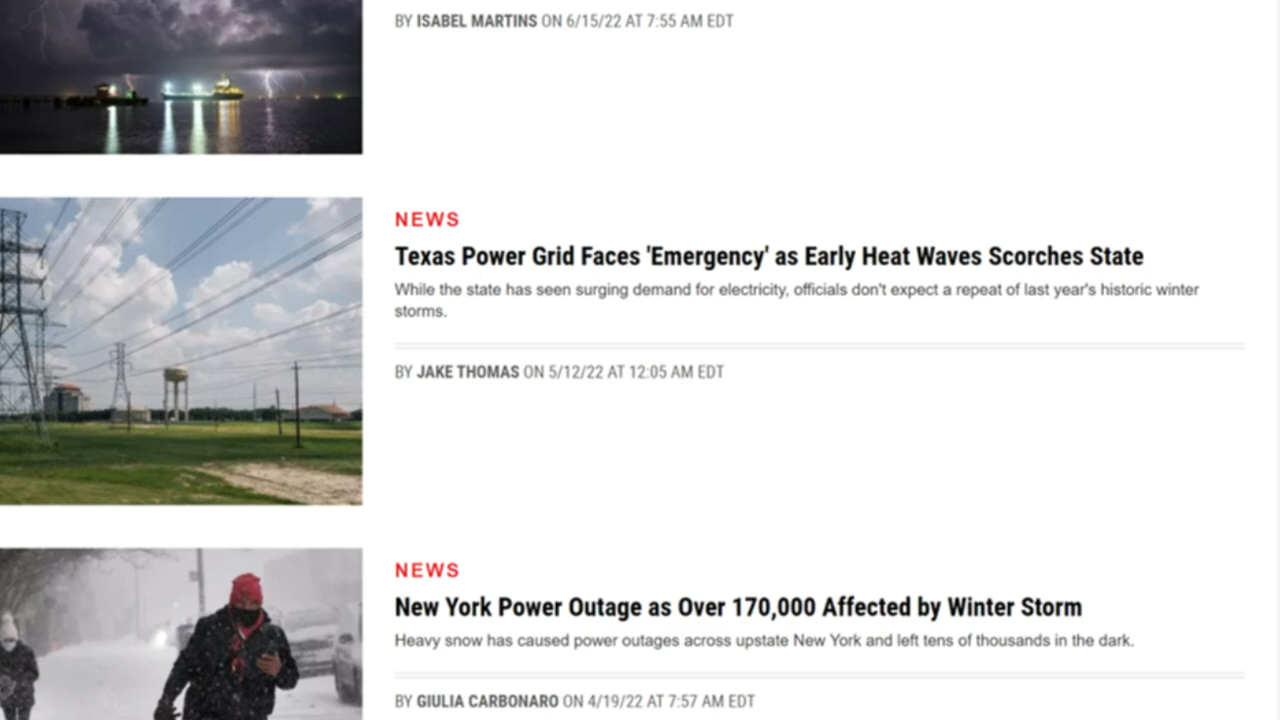 BY ISABEL MARTINS ON 6/15/22 AT 7:55 AM EDT
NEWS
Texas Power Grid Faces 'Emergency' as Early Heat Waves Scorches State
While the state has seen surging demand for electricity, officials don't expect a repeat of last year's historic winter
storms.
BY JAKE THOMAS ON 5/12/22 AT 12:05 AM EDT
NEWS
New York Power Outage as Over 170,000 Affected by Winter Storm
Heavy snow has caused power outages across upstate New York and left tens of thousands in the dark.
BY GIULIA CARBONARO ON 4/19/22 AT 7:57 AM EDT